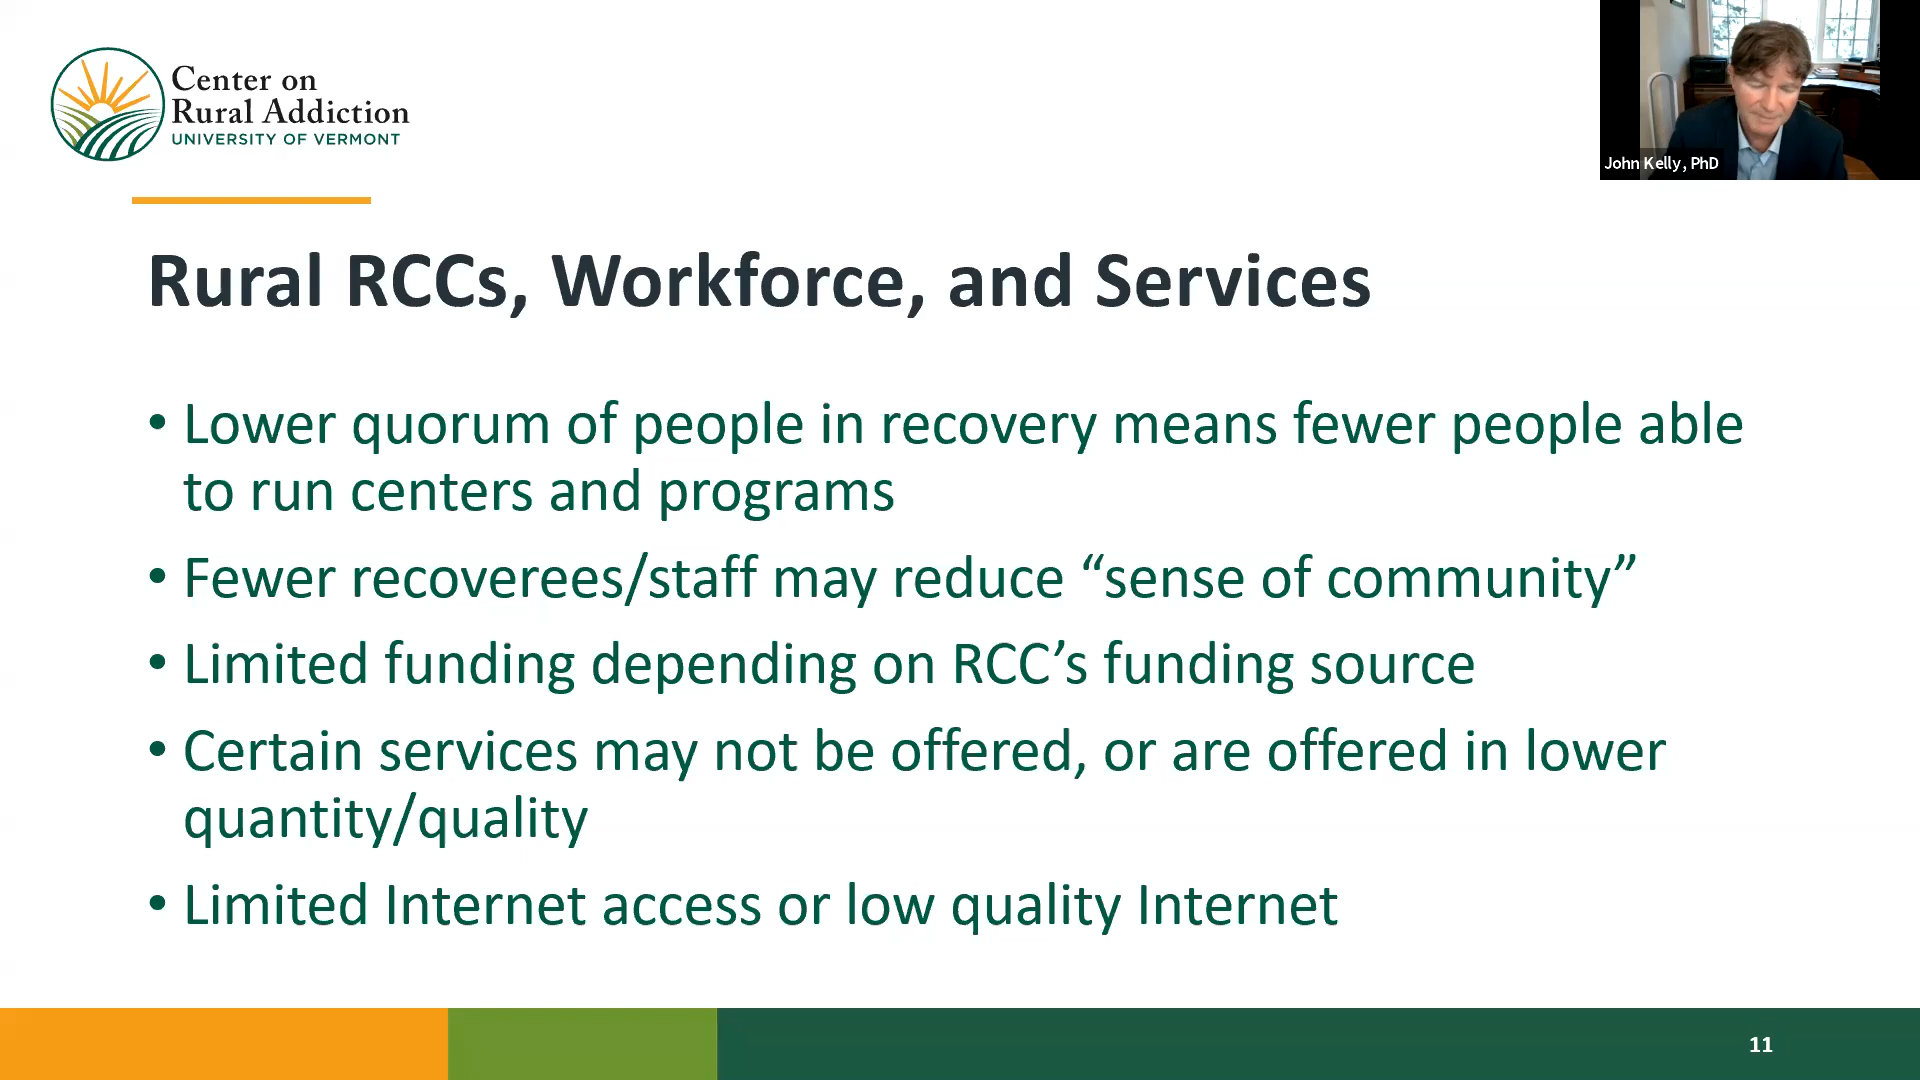 Center on
Rural Addiction
UNIVERSITY OF VERMONT
John Kelly, PhD
Rural RCCs, Workforce, and Services
• Lower quorum of people in recovery means fewer people able
to run centers and programs
• Fewer recoverees/staff may reduce “sense of community”
• Limited funding depending on RCC’s funding source
• Certain services may not be offered, or are offered in lower
quantity/quality
• Limited Internet access or low quality Internet
11